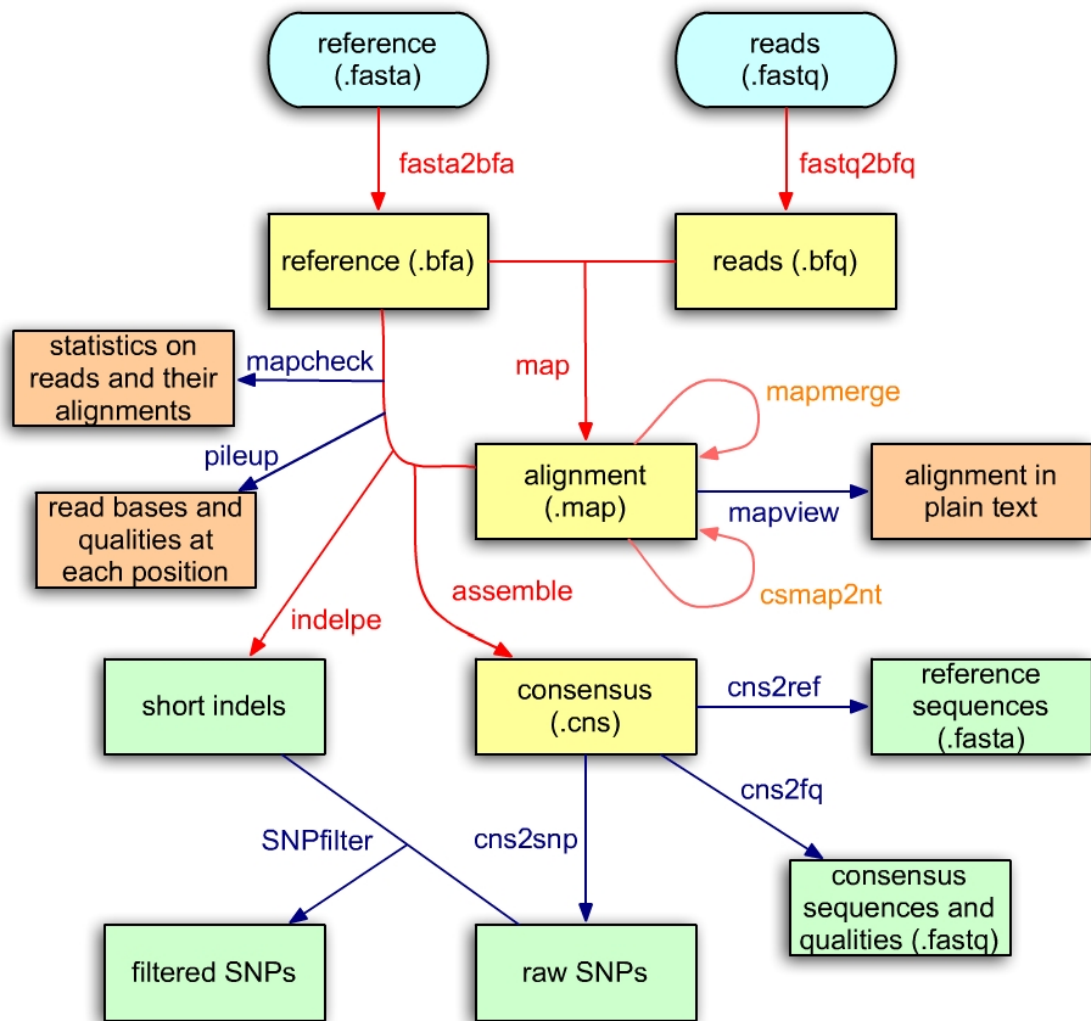 reference
(.fasta)
reads
(.fastq)
fasta2bfa
fastq2bfq
reference (.bfa)
reads (.bfq)
statistics on
reads and their
alignments
mapcheck
map
mapmerge
pileup
alignment
(.map)
mapview
alignment in
plain text
read bases and
qualities at
each position
indelpe
assemble
csmap2nt
short indels
consensus
(.cns)
cns2ref
reference
sequences
(.fasta)
SNPfilter
cns2snp
cns2fq
consensus
sequences and
qualities (.fastq)
filtered SNPs
raw SNPs